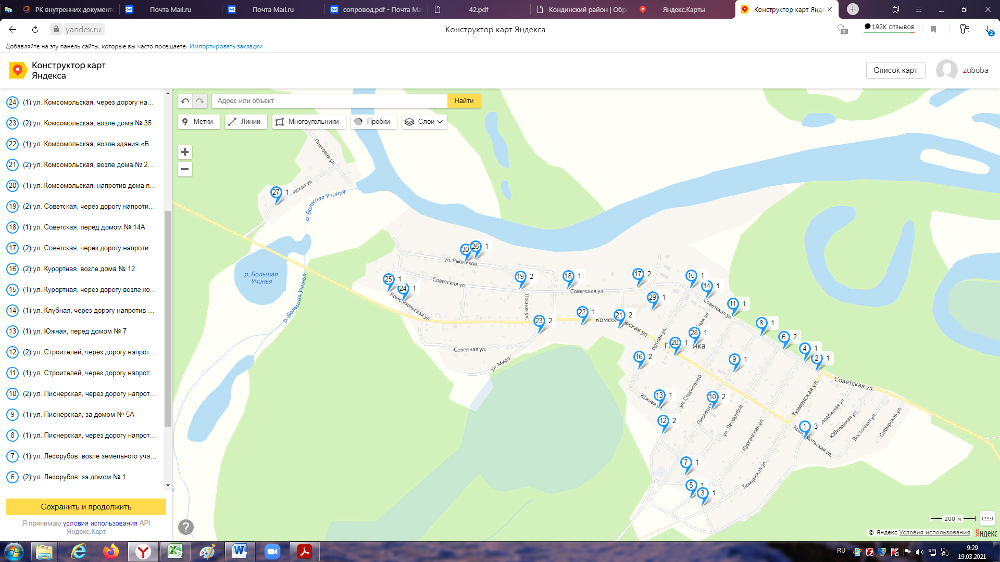 РК внутренних документ
Почта Mail.ru
Почта Mail.ru
сопровод.pdf - Почта Ма
42.pdf
Кондинский район | Обра
Яндекс.Карты
Конструктор карт Янде
yandex.ru
Конструктор карт Яндекса
1
192K отзывов
2
Добавляйте на эту панель сайты, которые вы часто посещаете. Импортировать закладки
Конструктор карт
Яндекса
Список карт
zuboba
24 (1) ул. Комсомольская, через дорогу на...
23 (2) ул. Комсомольская, возле дома № 35
22 (1) ул. Комсомольская, возле здания «Б...
21 (2) ул. Комсомольская, возле дома № 2...
20 (1) ул. Комсомольская, напротив дома п...
19 (2) ул. Советская, через дорогу напроти...
18 (1) ул. Советская, перед домом № 14А
17 (2) ул. Советская, через дорогу напроти...
16 (2) ул. Курортная, возле дома № 12
15 (1) ул. Курортная, через дорогу возле ко...
14 (1) ул. Клубная, через дорогу напротив ...
13 (1) ул. Южная, перед домом № 7
12 (2) ул. Строителей, через дорогу напрот...
11 (1) ул. Строителей, через дорогу напрот...
10 (2) ул. Пионерская, через дорогу напрот...
9 (1) ул. Пионерская, за домом № 5А
8 (1) ул. Пионерская, через дорогу напрот...
7 (1) ул. Лесорубов, возле земельного уча...
6 (2) ул. Лесорубов, за домом № 1
Сохранить и продолжить
Я принимаю условия использования API
Яндекс.Карт
Адрес или объект
Найти
Метки
Линии
Многоугольники
Пробки
Слои
Пихтовая ул.
27 1
нская ул.
р. Большая Учинья
р. Большая
Учинья
р. Большая Учинья
30
26 1
ул. Рыбников
25 1
24 1
19 2
18 1
17 2
15 1
14 1
Советская ул.
Советская ул.
Комсомольская ул.
Лесная ул.
29 1
Советская ул.
11 1
22 1
21 2
23 2
8 1
28 1
6 2
20 1
4 1
2 1
Северная ул.
ул. Мира
16 2
9 1
Советская ул.
13 1
Южная ул.
ул. Строителей
10 2
Тюменская ул.
12 2
ул. Лесорубов
Курганская ул.
1 3
Юбилейная ул.
Восточная ул.
Сибирская ул.
7 1
5 1
3 1
Тюменская ул.
200 м
© Яндекс Условия использования
Яндекс
?
RU
9:29
19.03.2021